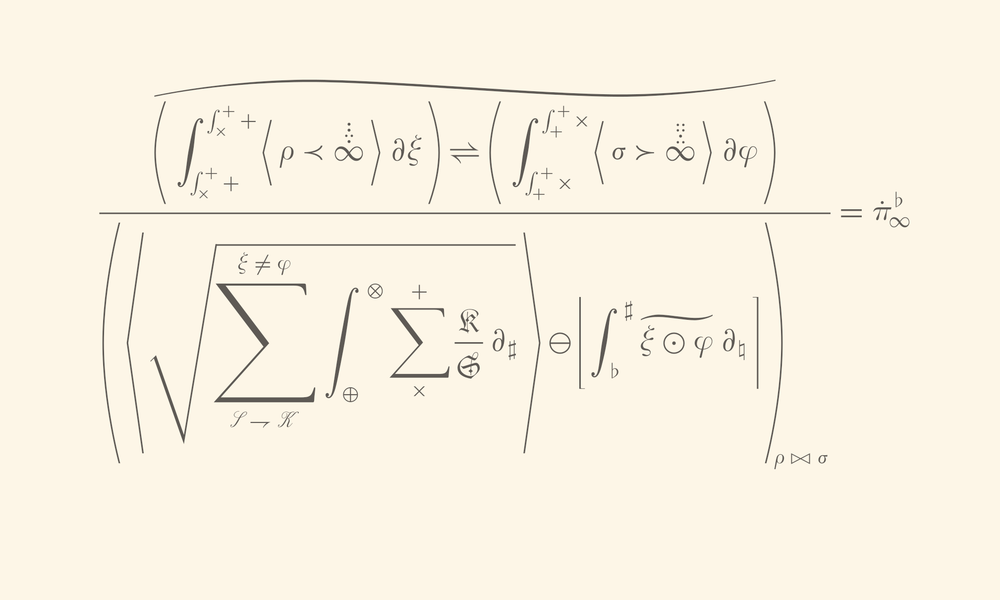 \frac{\widetilde{\left( \int_{\int_{\times}^{+} +}^{\int_{\times}^{+} +} \left\langle \rho \prec \dddot{\infty} \right\rangle \partial \xi \right) \rightleftharpoons \left( \int_{\int_{+}^{+} \times}^{\int_{+}^{+} \times} \left\langle \sigma \succ \ddddot{\infty} \right\rangle \partial \varphi \right)}}{\left( \left\langle \sqrt{\sum_{\mathscr{S} \rightharpoondown \mathscr{K}}^{\xi \neq \varphi} \int_{\oplus}^{\otimes} \sum_{\times}^{+} \frac{\mathfrak{K}}{\mathfrak{S}} \partial_{\sharp}} \right\rangle \ominus \left\lfloor \int_{\flat}^{\sharp} \widetilde{\xi \odot \varphi} \, \partial_{\natural} \right\rfloor \right)_{\rho \bowtie \sigma}} = \dot{\pi}_{\infty}^{\flat}